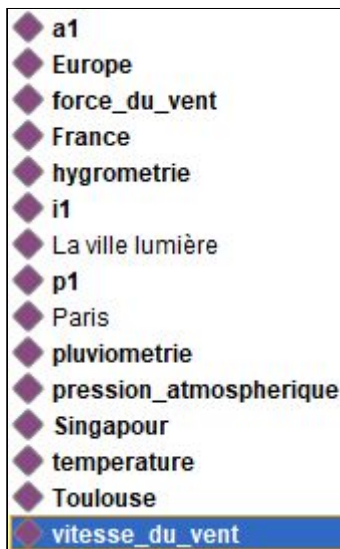 a1
Europe
force_du_vent
France
hygrometrie
i1
La ville lumière
p1
Paris
pluviometrie
pression_atmospherique
Singapour
temperature
Toulouse
vitesse_du_vent